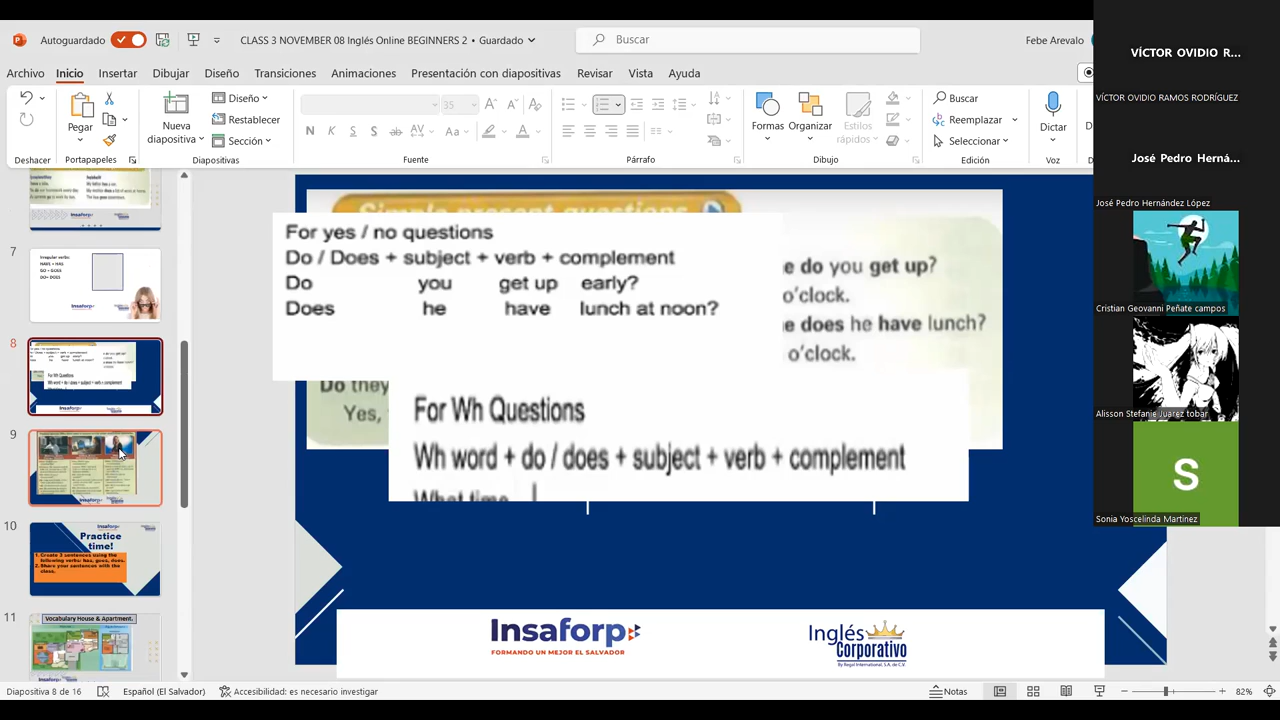 Autoguardado
CLASS 3 NOVEMBER 08 Inglés Online BEGINNERS 2 • Guardado
Buscar
Febe Arevalo
Archivo Inicio Insertar Dibujar Diseño Transiciones Animaciones Presentación con diapositivas Revisar Vista Ayuda
Pegar
Nueva diapositiva
Diseño
Restablecer
Sección
35
Formas
Organizar
Estilos rápidos
Buscar
Reemplazar
Seleccionar
Dictar
Deshacer Portapapeles Diapositivas Fuente Párrafo Dibujo Edición Voz
7
Irregular verbs:
HAVE = HAS
GO = GOES
DO= DOES
8
9
10
Practice time!
1. Create 3 sentences using the following verbs: has, goes, does.
2. Share your sentences with the class.
11
Vocabulary House & Apartment.
Simple present questions
For yes / no questions
Do / Does + subject + verb + complement
Do you get up early?
Does he have lunch at noon?
e do you get up?
o'clock.
e does he have lunch?
o'clock.
Do they
Yes,
For Wh Questions
Wh word + do / does + subject + verb + complement
What time
Insaforp
FORMANDO UN MEJOR EL SALVADOR
Inglés Corporativo
By Regal International, S.A. de C.V.
VÍCTOR OVIDIO R...
VÍCTOR OVIDIO RAMOS RODRÍGUEZ
José Pedro Herná...
José Pedro Hernández López
Cristian Geovanni Peñate campos
Alisson Stefanie Juarez tobar
S
Sonia Yoscelinda Martinez
Diapositiva 8 de 16
Español (El Salvador)
Accesibilidad: es necesario investigar
Notas
82%